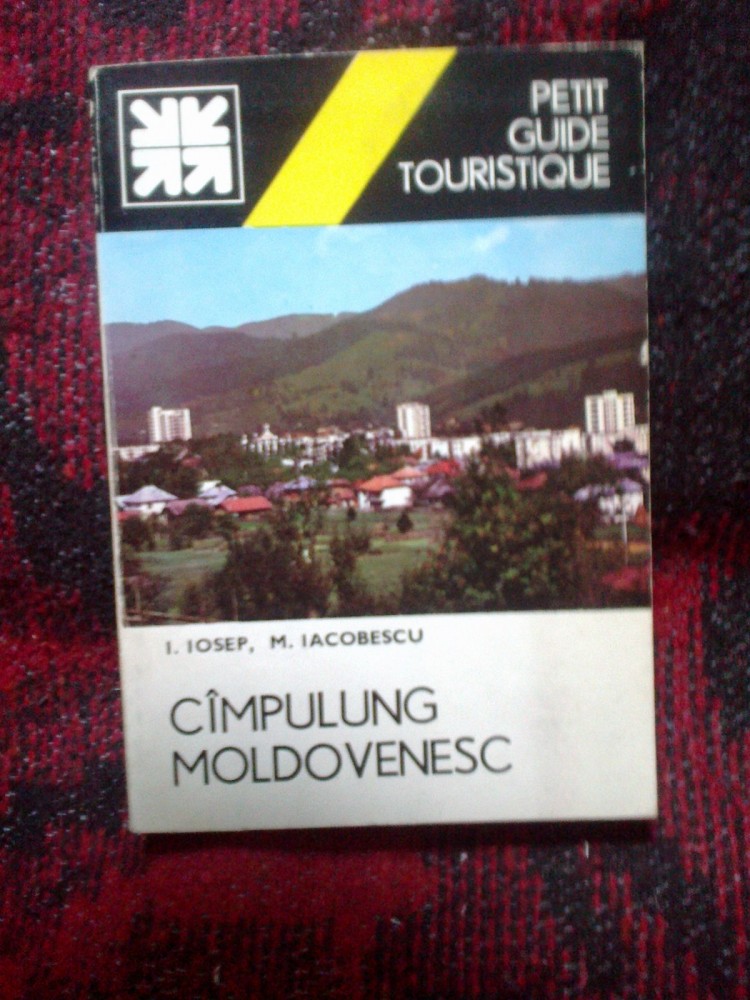 PETIT
GUIDE
TOURISTIQUE
I. IOSEP, M. IACOBESCU
CÎMPULUNG
MOLDOVENESC